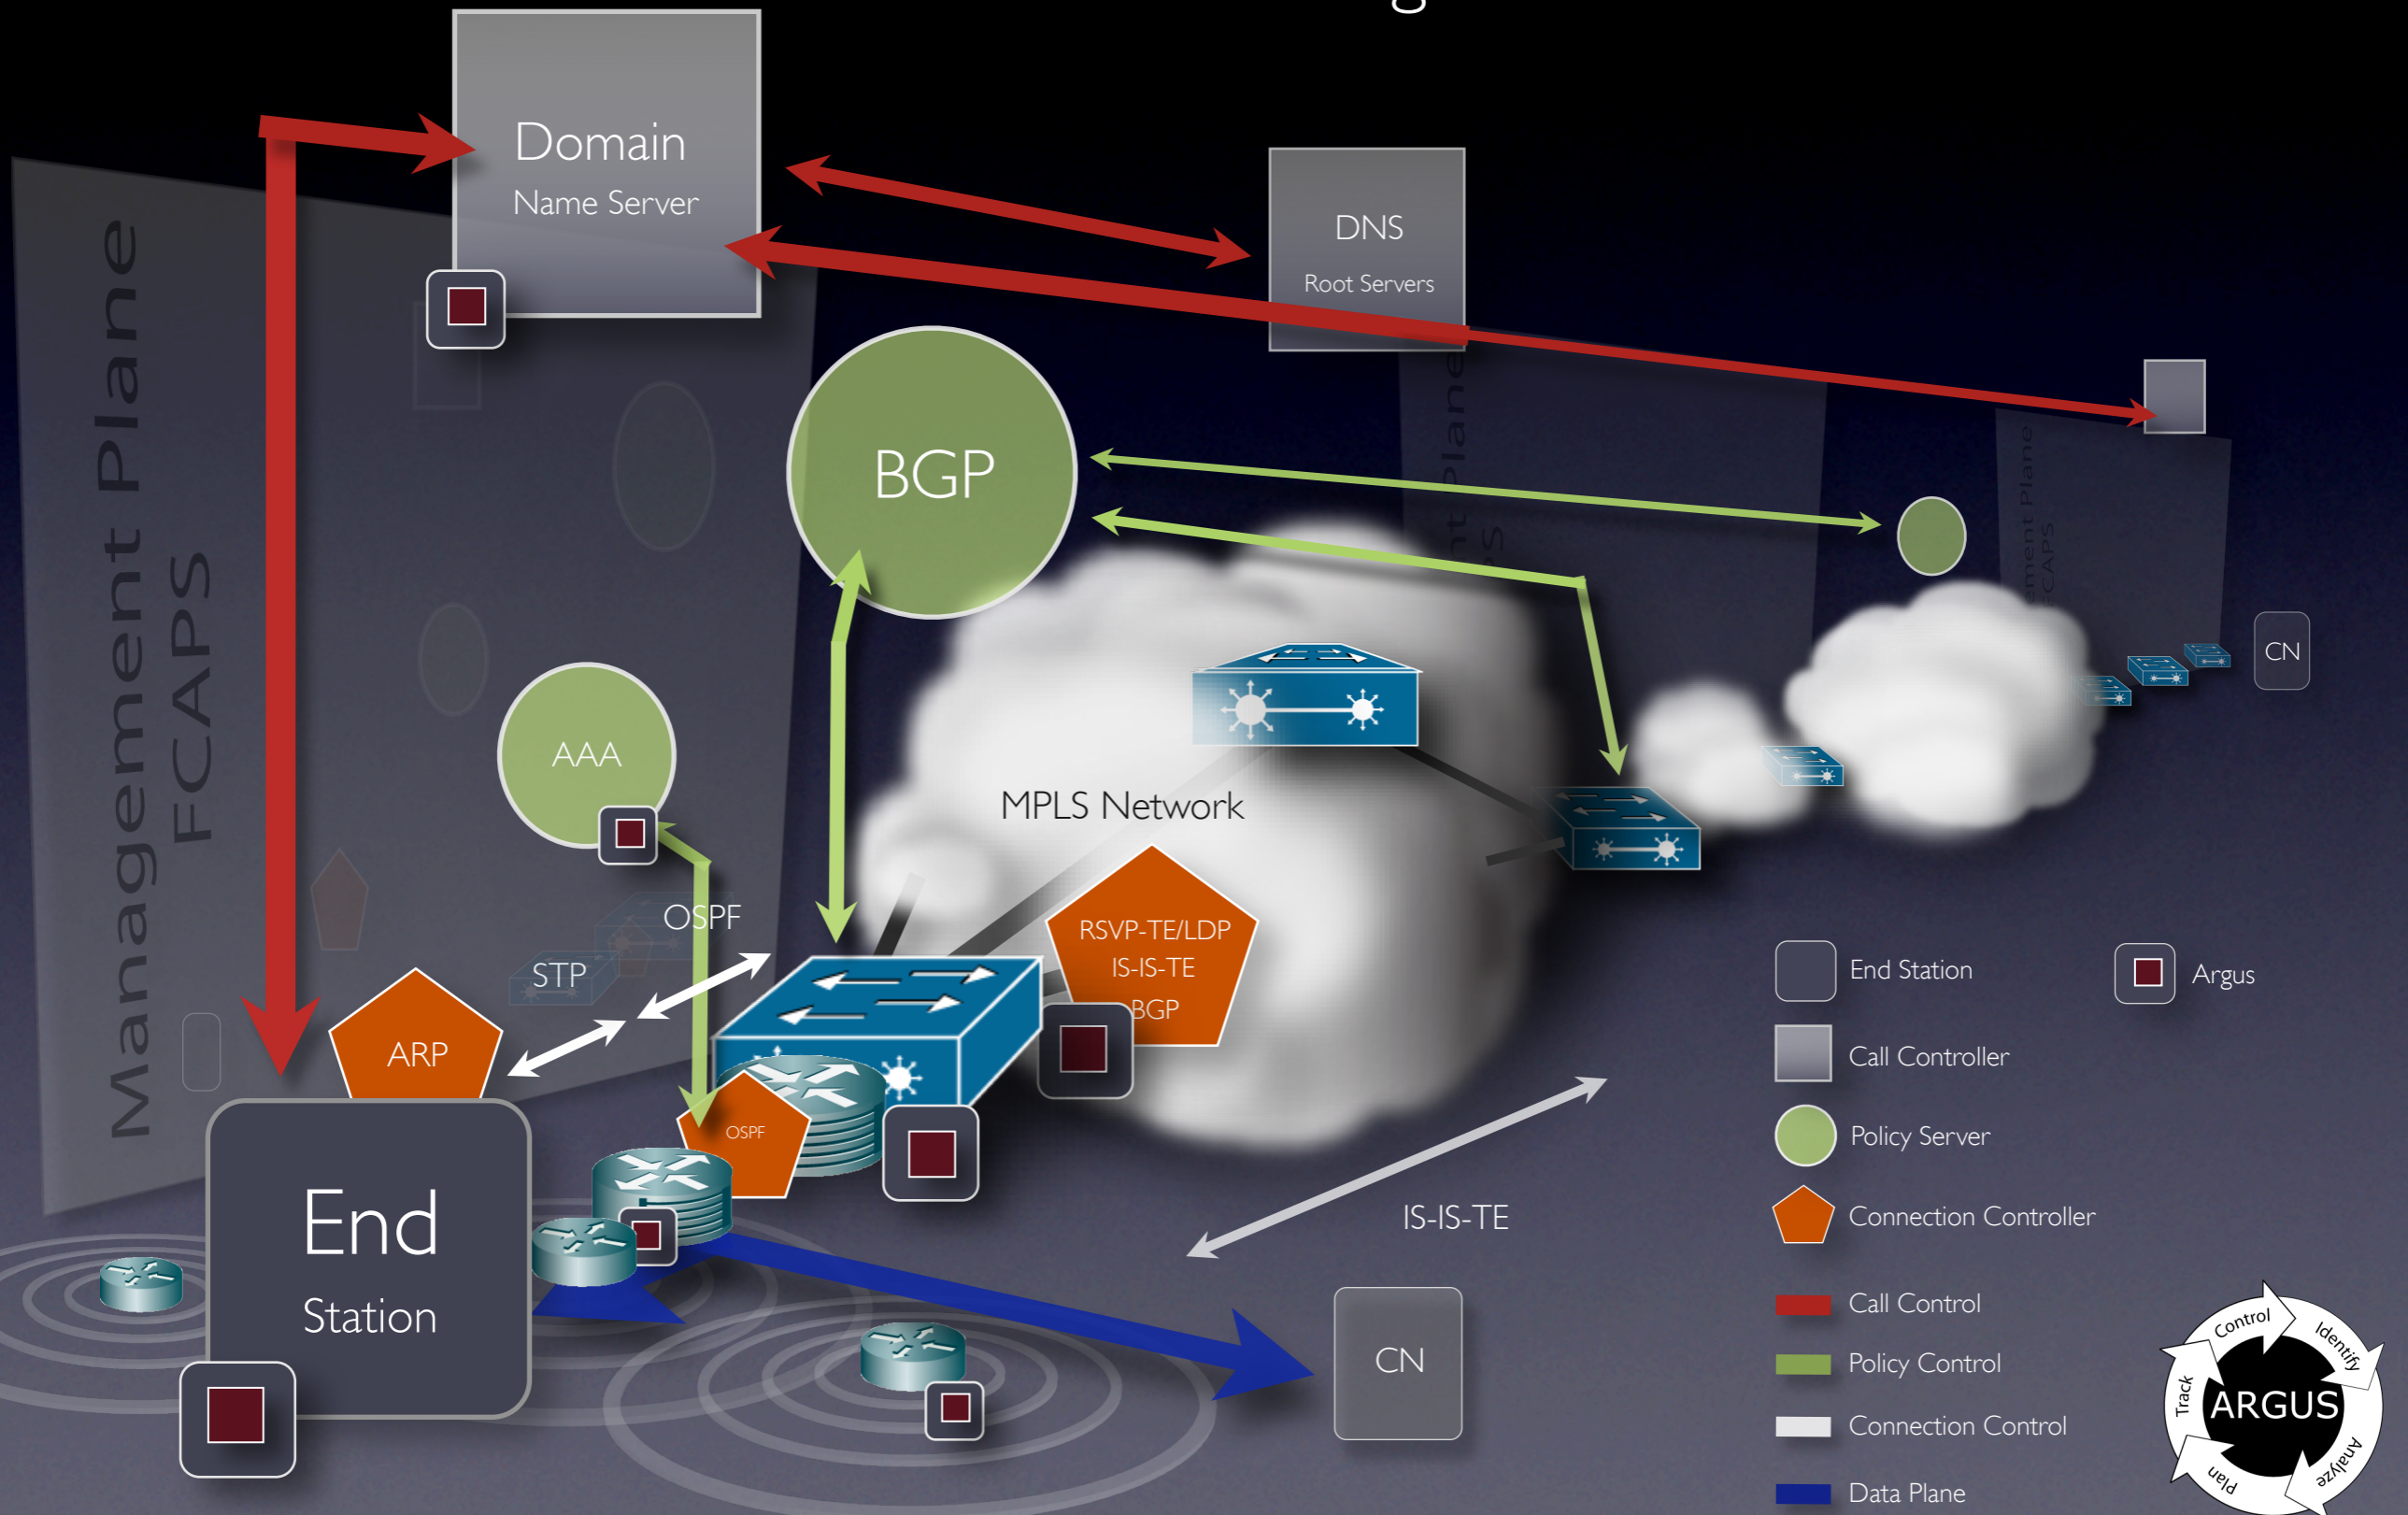 Domain
Name Server
DNS
Root Servers
Management Plane
FCAPS
BGP
AAA
CN
MPLS Network
OSPF
STP
RSVP-TE/LDP
IS-IS-TE
BGP
ARP
OSPF
End
Station
IS-IS-TE
CN
End Station
Argus
Call Controller
Policy Server
Connection Controller
Call Control
Policy Control
Connection Control
Data Plane
Control
Identify
Analyze
Plan
Track
ARGUS